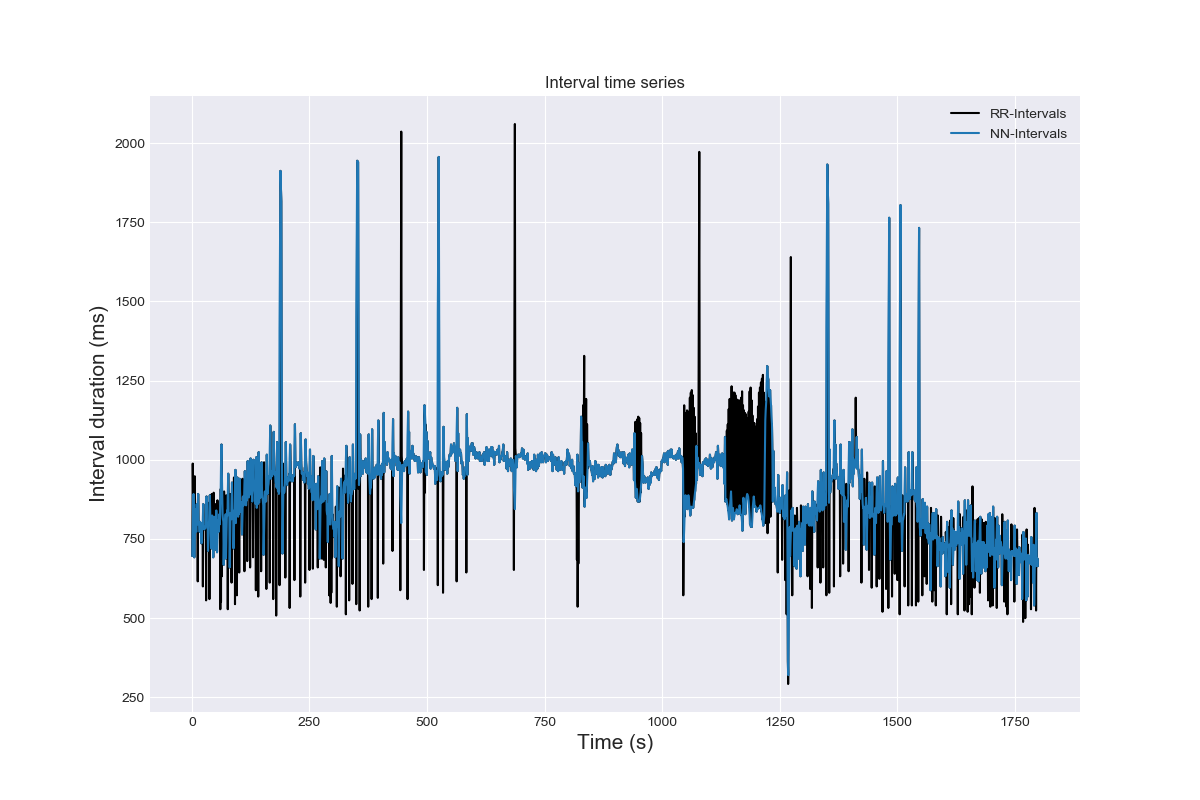 Interval time series
RR-Intervals
NN-Intervals
Interval duration (ms)
2000
1750
1500
1250
1000
750
500
250
0 250 500 750 1000 1250 1500 1750
Time (s)